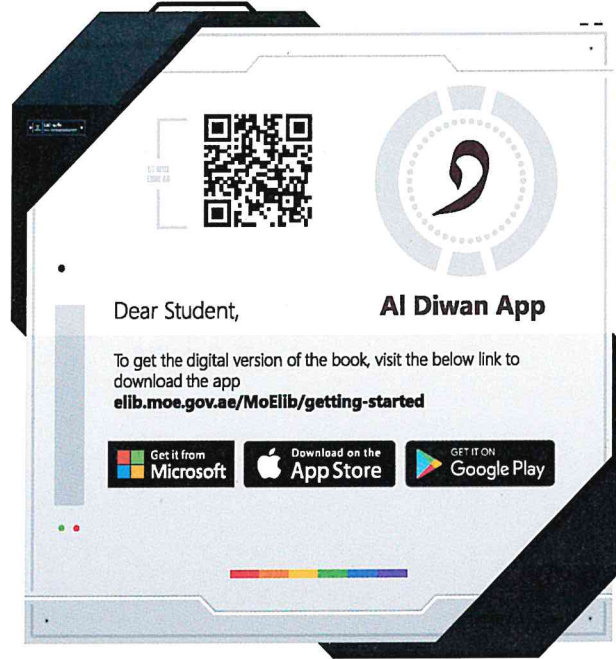 Al Diwan App
Dear Student,
To get the digital version of the book, visit the below link to
download the app
elib.moe.gov.ae/MoElib/getting-started
Get it from
Microsoft
Download on the
App Store
GET IT ON
Google Play